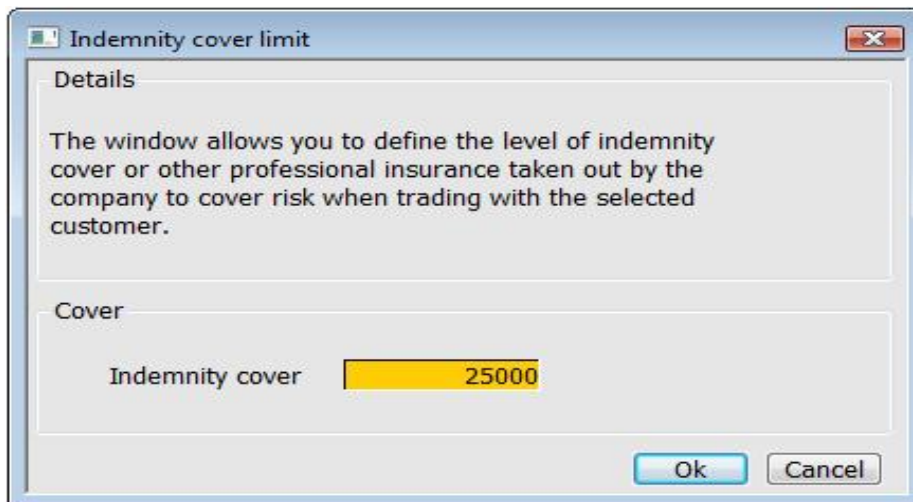 Indemnity cover limit
Details
The window allows you to define the level of indemnity
cover or other professional insurance taken out by the
company to cover risk when trading with the selected
customer.
Cover
Indemnity cover 25000
Ok Cancel